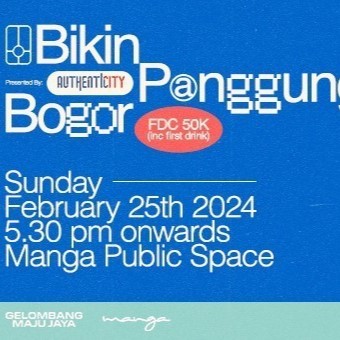 Bikin
Presented By: AUTHENTICITY P@nggung
Bogor
FDC 50K
(inc first drink)
Sunday
February 25th 2024
5.30 pm onwards
Manga Public Space
GELOMBANG
MAJU JAYA
manga